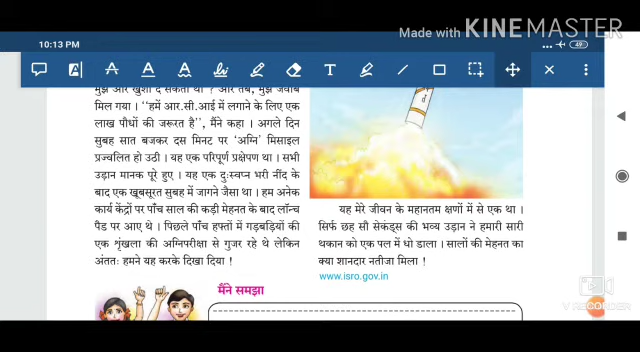 Made with KINEMASTER
10:13 PM
49
मुझे और खुशी दे सकता था ? और तब, मुझे जवाब
मिल गया । ‘‘हमें आर.सी.आई में लगाने के लिए एक
लाख पौधों की जरूरत है’’, मैंने कहा । अगले दिन
सुबह सात बजकर दस मिनट पर ‘अग्नि’ मिसाइल
प्रज्वलित हो उठी । यह एक परिपूर्ण प्रक्षेपण था । सभी
उड़ान मानक पूरे हुए । यह एक दुःस्वप्न भरी नींद के
बाद एक खूबसूरत सुबह में जागने जैसा था । हम अनेक
कार्य केंद्रों पर पाँच साल की कड़ी मेहनत के बाद लॉन्च
पैड पर आए थे । पिछले पाँच हफ्तों में गड़बड़ियों की
एक शृंखला की अग्निपरीक्षा से गुजर रहे थे लेकिन
अंततः हमने यह करके दिखा दिया !
यह मेरे जीवन के महानतम क्षणों में से एक था ।
सिर्फ छह सौ सेकंड्स की भव्य उड़ान ने हमारी सारी
थकान को एक पल में धो डाला । सालों की मेहनत का
क्या शानदार नतीजा मिला !
www.isro.gov.in
मैंने समझा
V RECORDER